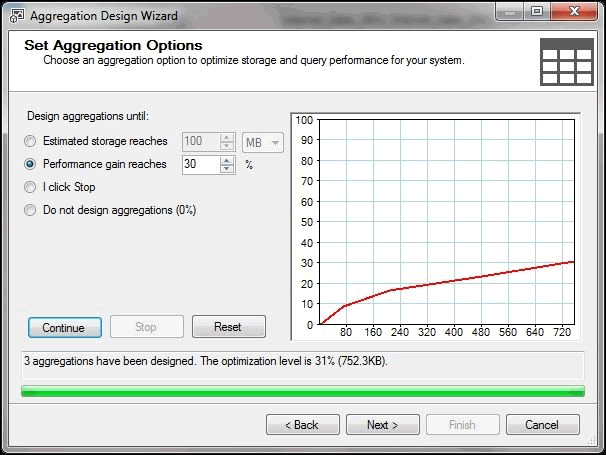 Aggregation Design Wizard
Set Aggregation Options
Choose an aggregation option to optimize storage and query performance for your system.
Design aggregations until:
Estimated storage reaches 100 MB
Performance gain reaches 30 %
I click Stop
Do not design aggregations (0%)
100
90
80
70
60
50
40
30
20
10
0
80 160 240 320 400 480 560 640 720
Continue Stop Reset
3 aggregations have been designed. The optimization level is 31% (752.3KB).
< Back Next > Finish Cancel